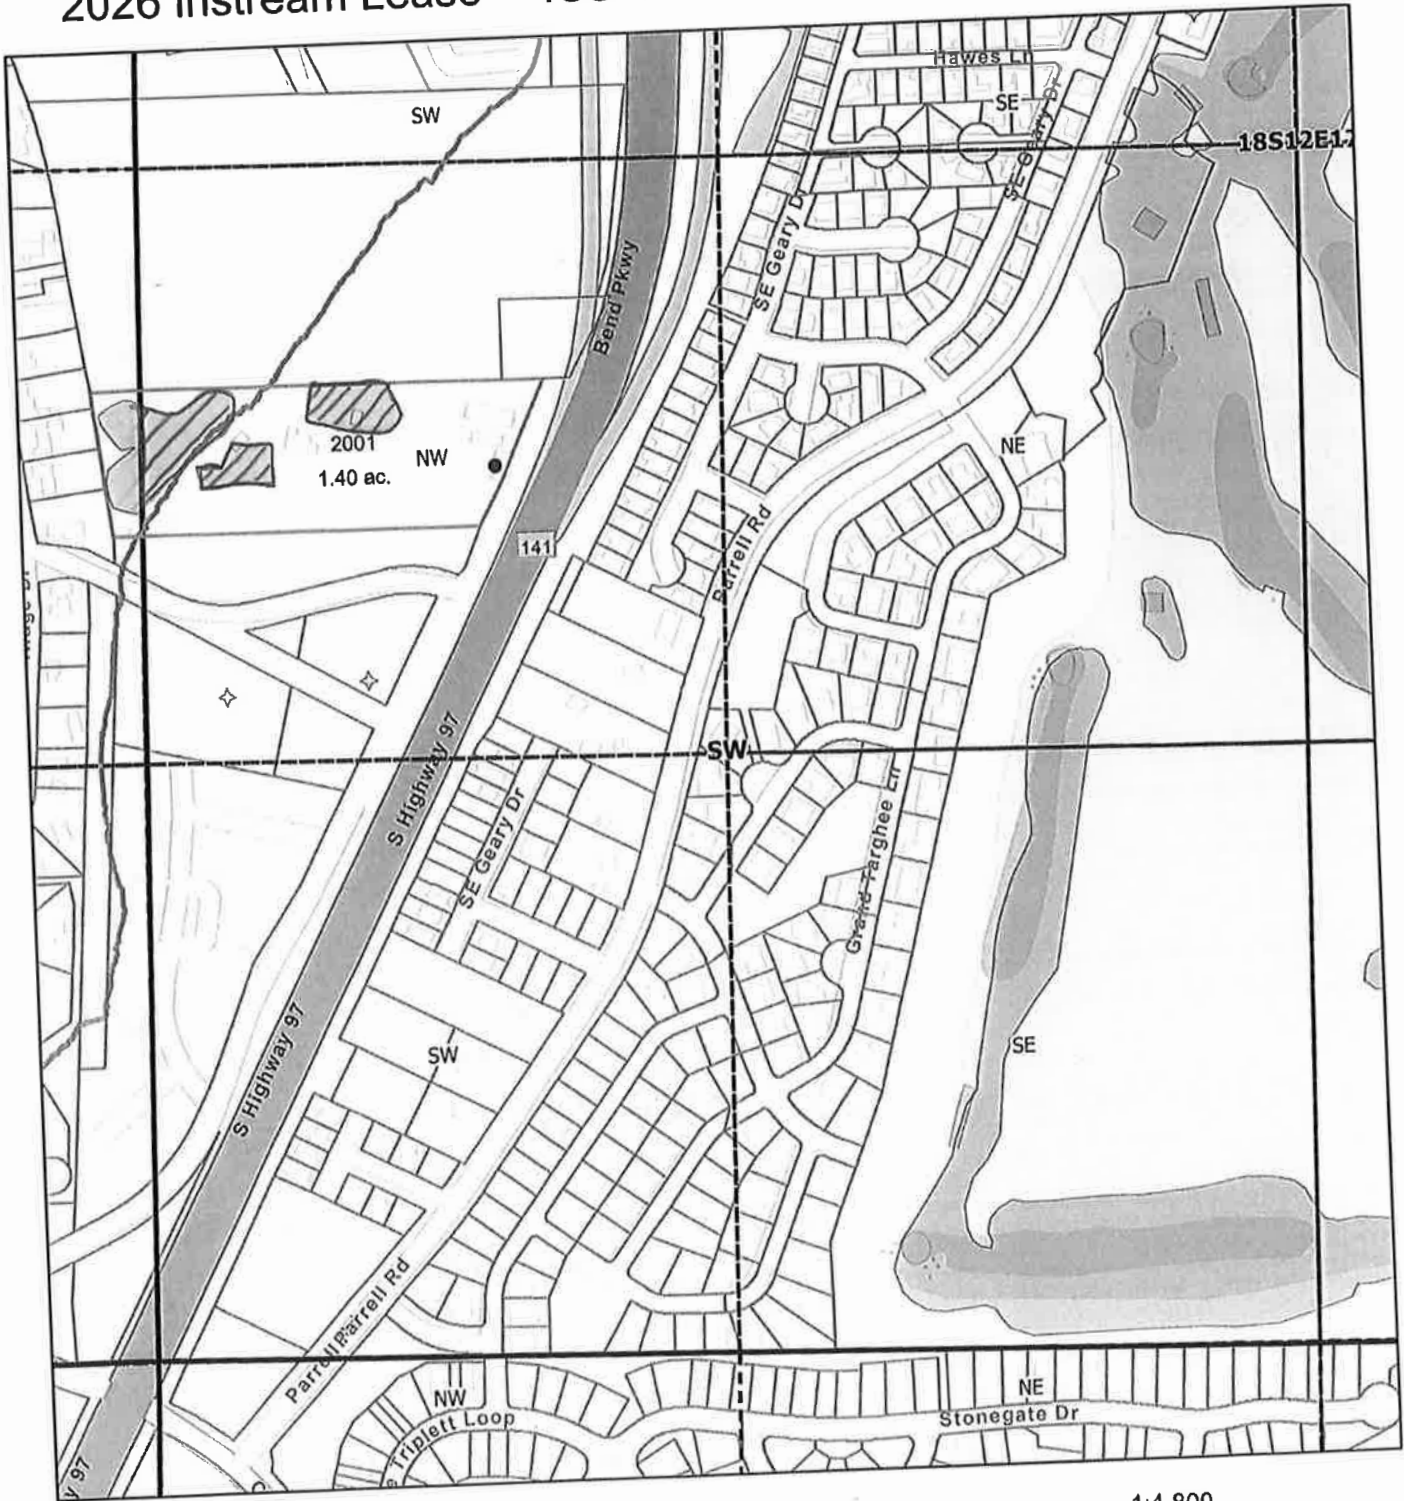 2026 Instream Lease
Hawes Ln
SW
SE
18S12E17
SE Geary Dr
SE Geary Dr
Bend Pkwy
2001
1.40 ac.
NW
NE
141
Parrell Rd
S Highway 97
SW
SE Geary Dr
Grand Targhee Ln
S Highway 97
SW
SE
Parrell Rd
NW
NE
Triplett Loop
Stonegate Dr
97
1:4,800